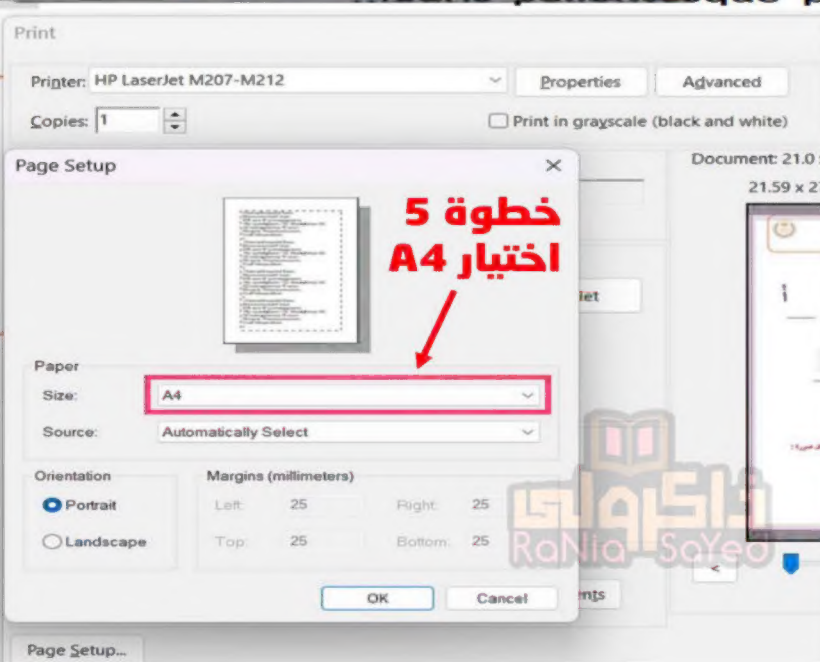 Print
Printer: HP LaserJet M207-M212
Properties
Advanced
Copies: 1
Print in grayscale (black and white)
Page Setup
Document: 21.0
21.59 x 2
خطوة 5
اختيار A4
أ
Paper
Size: A4
Source: Automatically Select
Orientation
Portrait
Landscape
Margins (millimeters)
Left: 25 Right: 25
Top: 25 Bottom: 25
ذاكرولي
RaNia SaYed
<
OK
Cancel
Page Setup...